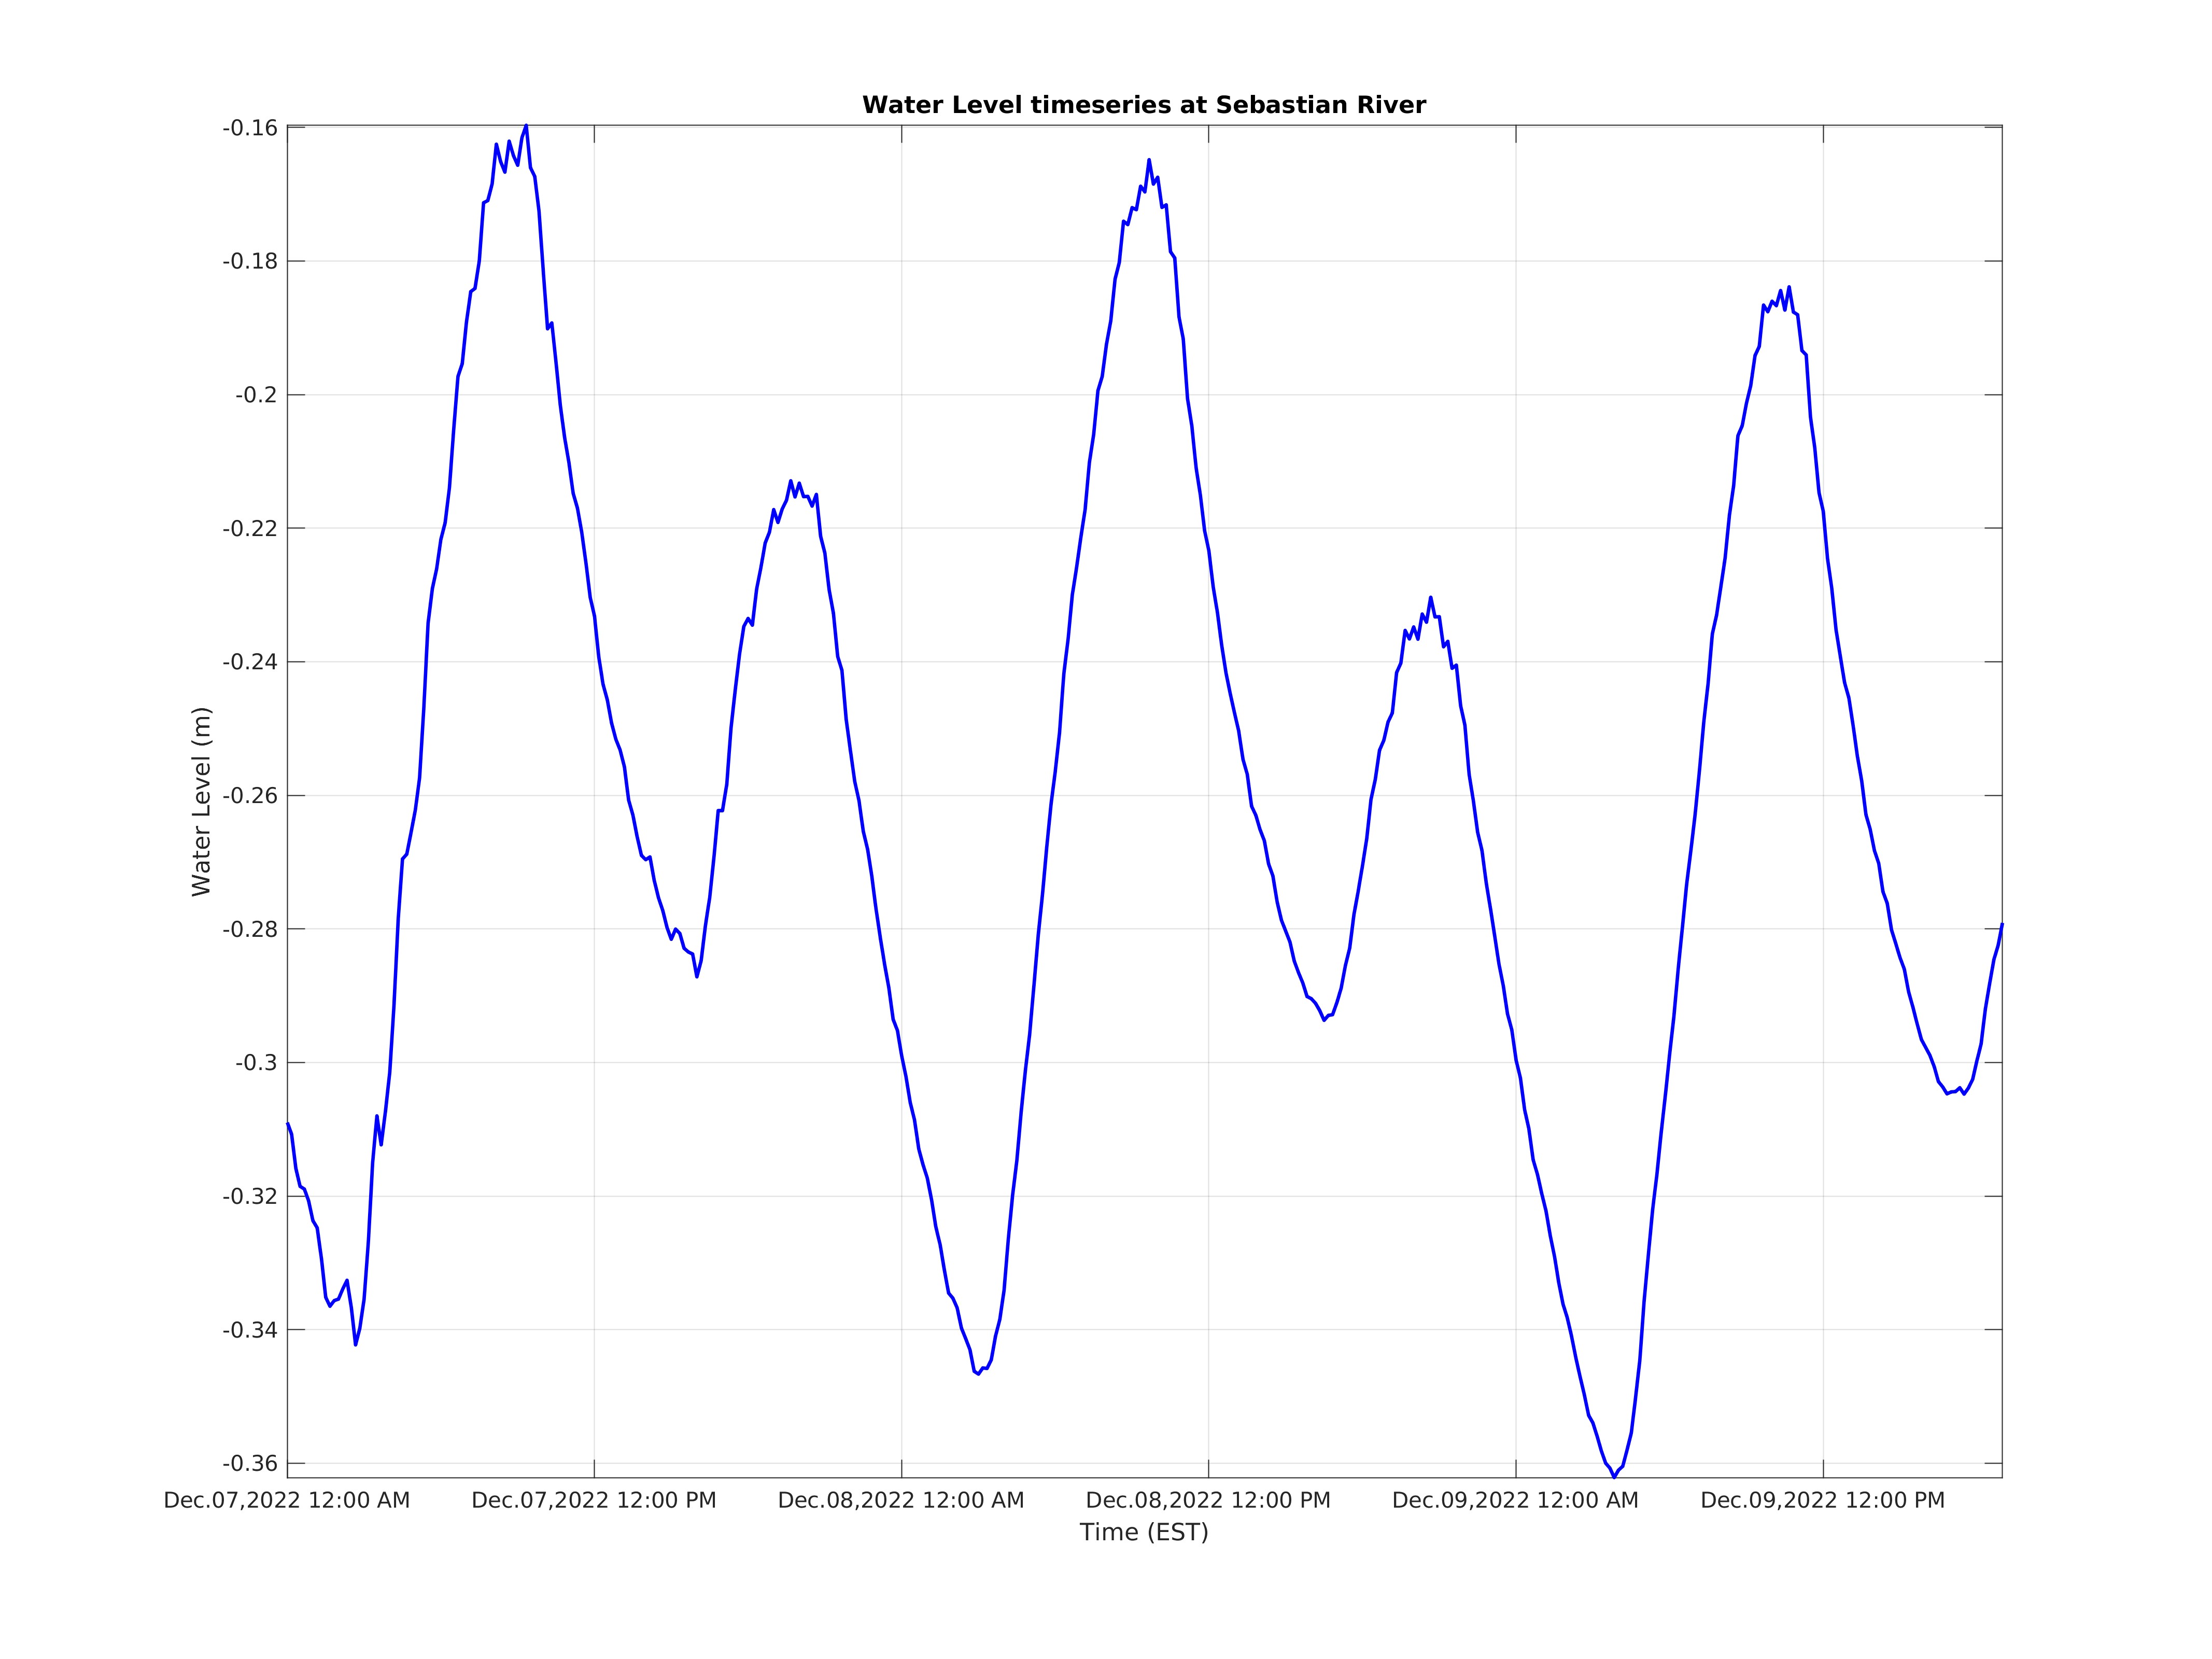 Water Level timeseries at Sebastian River
-0.16
-0.18
-0.2
-0.22
-0.24
-0.26
-0.28
-0.3
-0.32
-0.34
-0.36
Water Level (m)
Dec.07,2022 12:00 AM Dec.07,2022 12:00 PM Dec.08,2022 12:00 AM Dec.08,2022 12:00 PM Dec.09,2022 12:00 AM Dec.09,2022 12:00 PM
Time (EST)